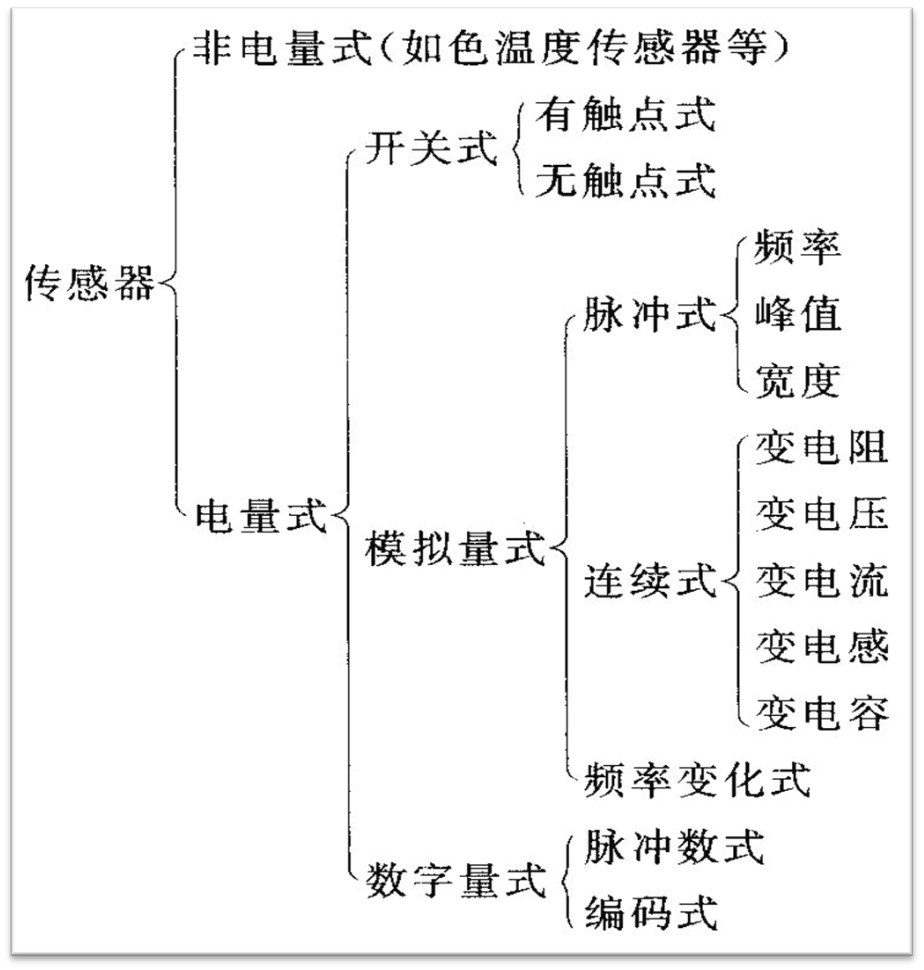 非电量式(如色温度传感器等)
有触点式
开关式
无触点式
频率
传感器
脉冲式
峰值
宽度
变电阻
电量式
变电压
模拟量式
连续式
变电流
变电感
变电容
频率变化式
脉冲数式
数字量式
编码式